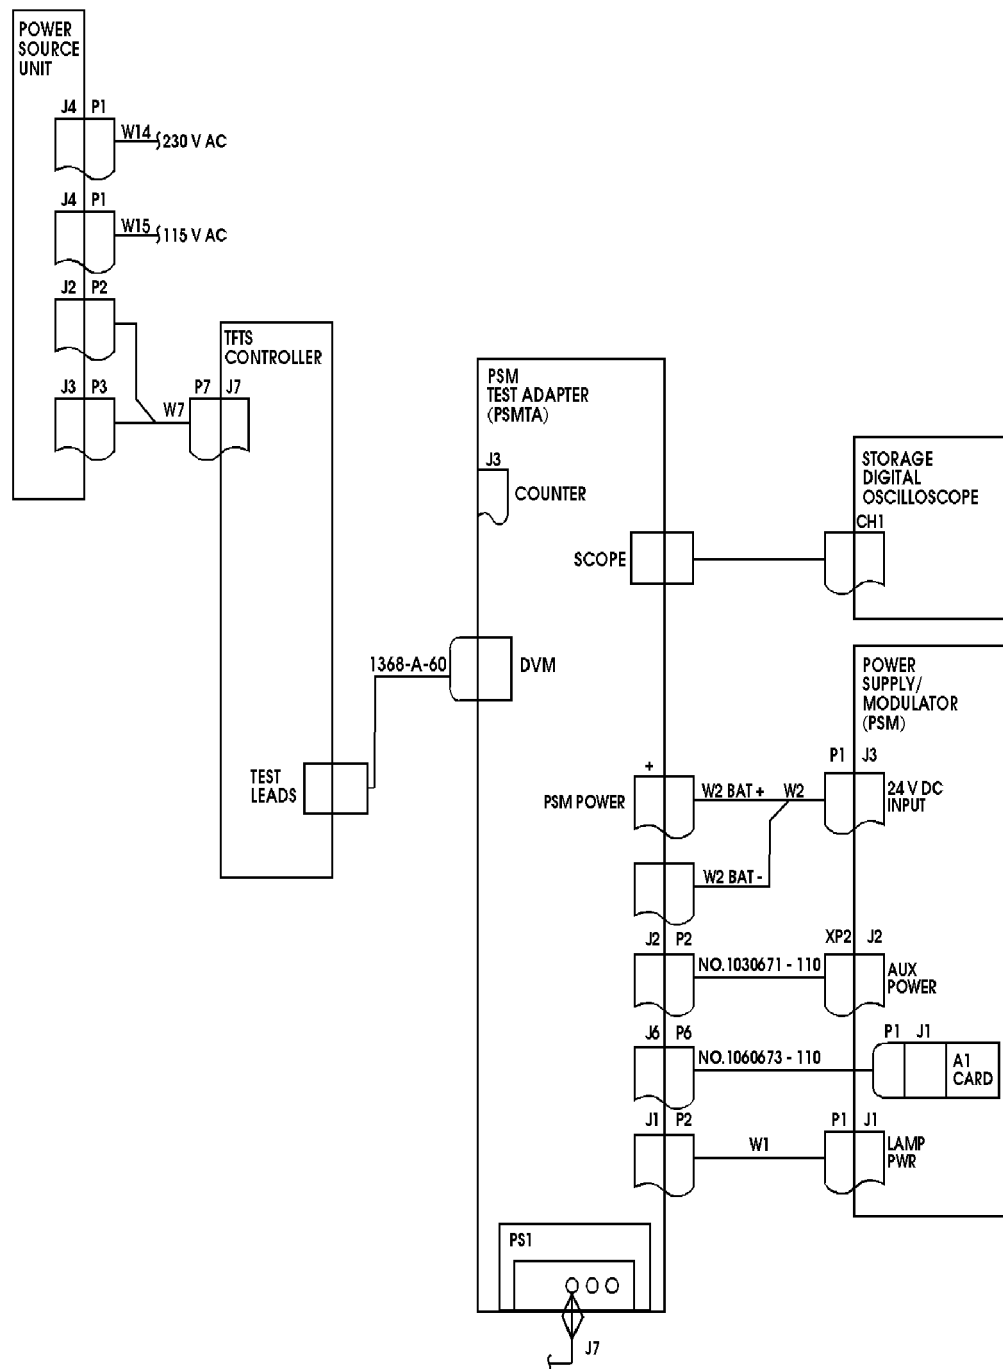 POWER
SOURCE
UNIT
J4 P1
W14
230 V AC
J4 P1
W15
115 V AC
J2 P2
J3 P3
W7
P7 J7
TFTS
CONTROLLER
TEST
LEADS
1368-A-60
PSM
TEST ADAPTER
(PSMTA)
J3
COUNTER
SCOPE
DVM
+
PSM POWER
W2 BAT +
W2
W2 BAT -
J2 P2
NO.1030671 - 110
J6 P6
NO.1060673 - 110
J1 P2
W1
PS1
J7
STORAGE
DIGITAL
OSCILLOSCOPE
CH1
POWER
SUPPLY/
MODULATOR
(PSM)
P1 J3
24 V DC
INPUT
XP2 J2
AUX
POWER
P1 J1
A1
CARD
P1 J1
LAMP
PWR